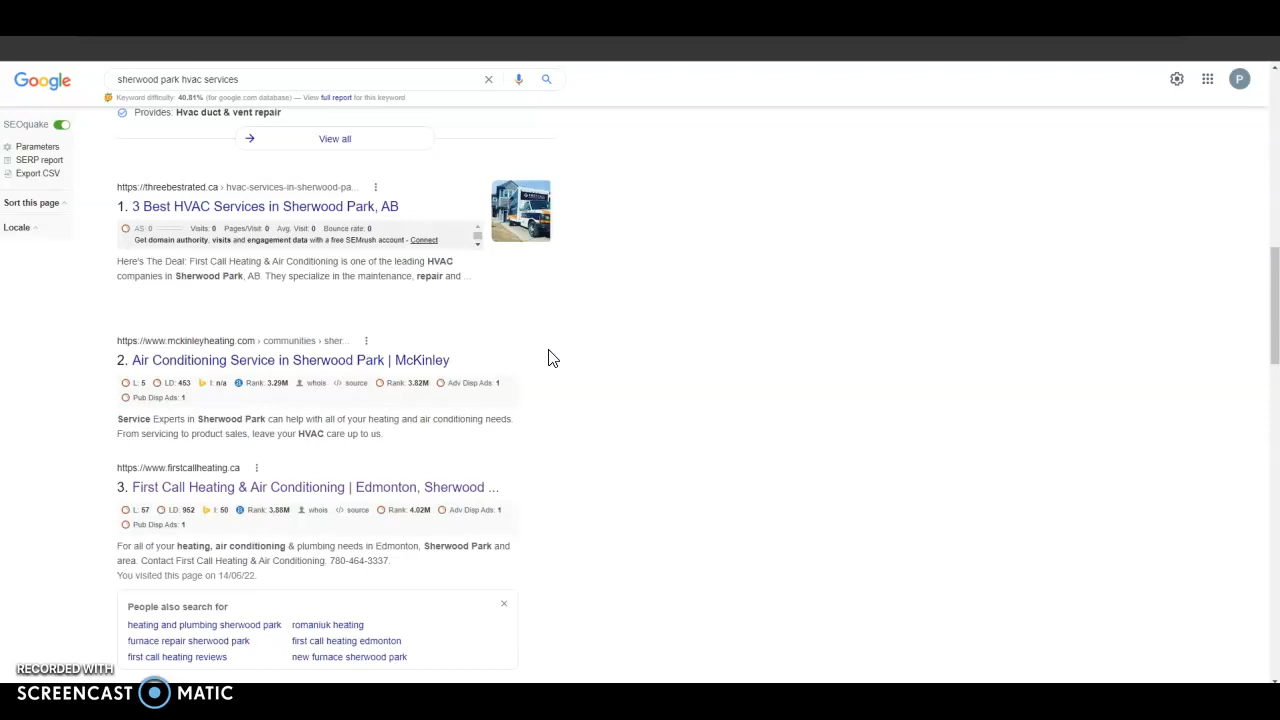 Google
sherwood park hvac services
P
Keyword difficulty: 40.81% (for google.com database) — View full report for this keyword
SEOquake
Parameters
SERP report
Export CSV
Sort this page
Locale
Provides: Hvac duct & vent repair
View all
https://threebestrated.ca › hvac-services-in-sherwood-pa...
1. 3 Best HVAC Services in Sherwood Park, AB
AS 0 Visits: 0 Pages/Visit: 0 Avg. Visit: 0 Bounce rate: 0
Get domain authority, visits and engagement data with a free SEMrush account - Connect
Here's The Deal: First Call Heating & Air Conditioning is one of the leading HVAC
companies in Sherwood Park, AB. They specialize in the maintenance, repair and ...
https://www.mckinleyheating.com › communities › sher...
2. Air Conditioning Service in Sherwood Park | McKinley
L: 5 LD: 453 I: n/a Rank: 3.29M whois source Rank: 3.82M Adv Disp Ads: 1
Pub Disp Ads: 1
Service Experts in Sherwood Park can help with all of your heating and air conditioning needs.
From servicing to product sales, leave your HVAC care up to us.
https://www.firstcallheating.ca
3. First Call Heating & Air Conditioning | Edmonton, Sherwood ...
L: 57 LD: 952 I: 50 Rank: 3.88M whois source Rank: 4.02M Adv Disp Ads: 1
Pub Disp Ads: 1
For all of your heating, air conditioning & plumbing needs in Edmonton, Sherwood Park and
area. Contact First Call Heating & Air Conditioning. 780-464-3337.
You visited this page on 14/06/22.
People also search for
heating and plumbing sherwood park
romaniuk heating
furnace repair sherwood park
first call heating edmonton
first call heating reviews
new furnace sherwood park
RECORDED WITH
SCREENCAST MATIC